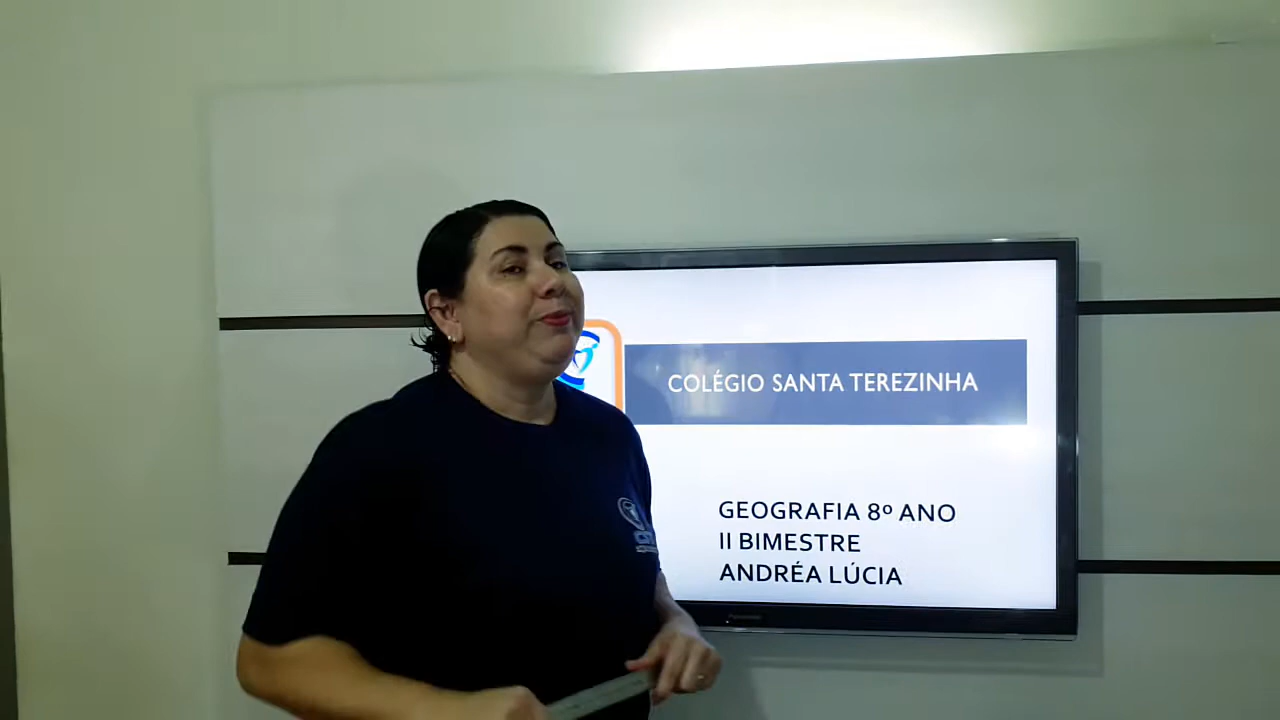 COLÉGIO SANTA TEREZINHA
GEOGRAFIA 8º ANO
II BIMESTRE
ANDRÉA LÚCIA